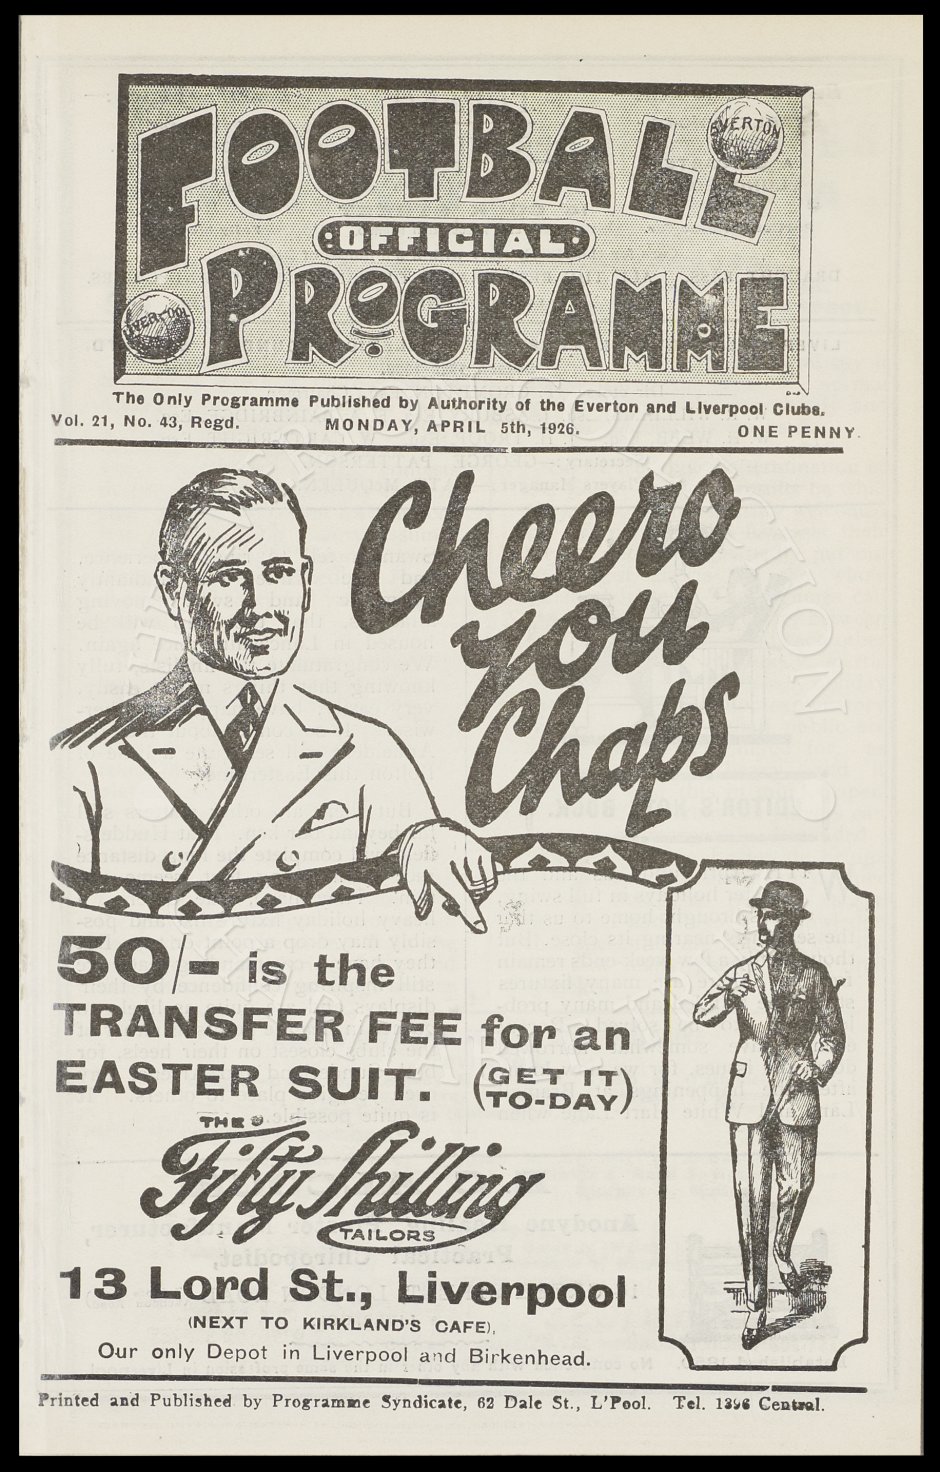 FOOTBALL
EVERTON
OFFICIAL
PROGRAMME
LIVERPOOL
The Only Programme Published by Authority of the Everton and Liverpool Clubs.
Vol. 21, No. 43, Regd. MONDAY, APRIL 5th, 1926. ONE PENNY.
Cheero
you
Chaps
50/- is the
TRANSFER FEE for an
EASTER SUIT. (GET IT TO-DAY)
THE
Fifty Shilling
TAILORS
13 Lord St., Liverpool
(NEXT TO KIRKLAND'S CAFE),
Our only Depot in Liverpool and Birkenhead.
Printed and Published by Programme Syndicate, 62 Dale St., L'Pool. Tel. 1396 Central.